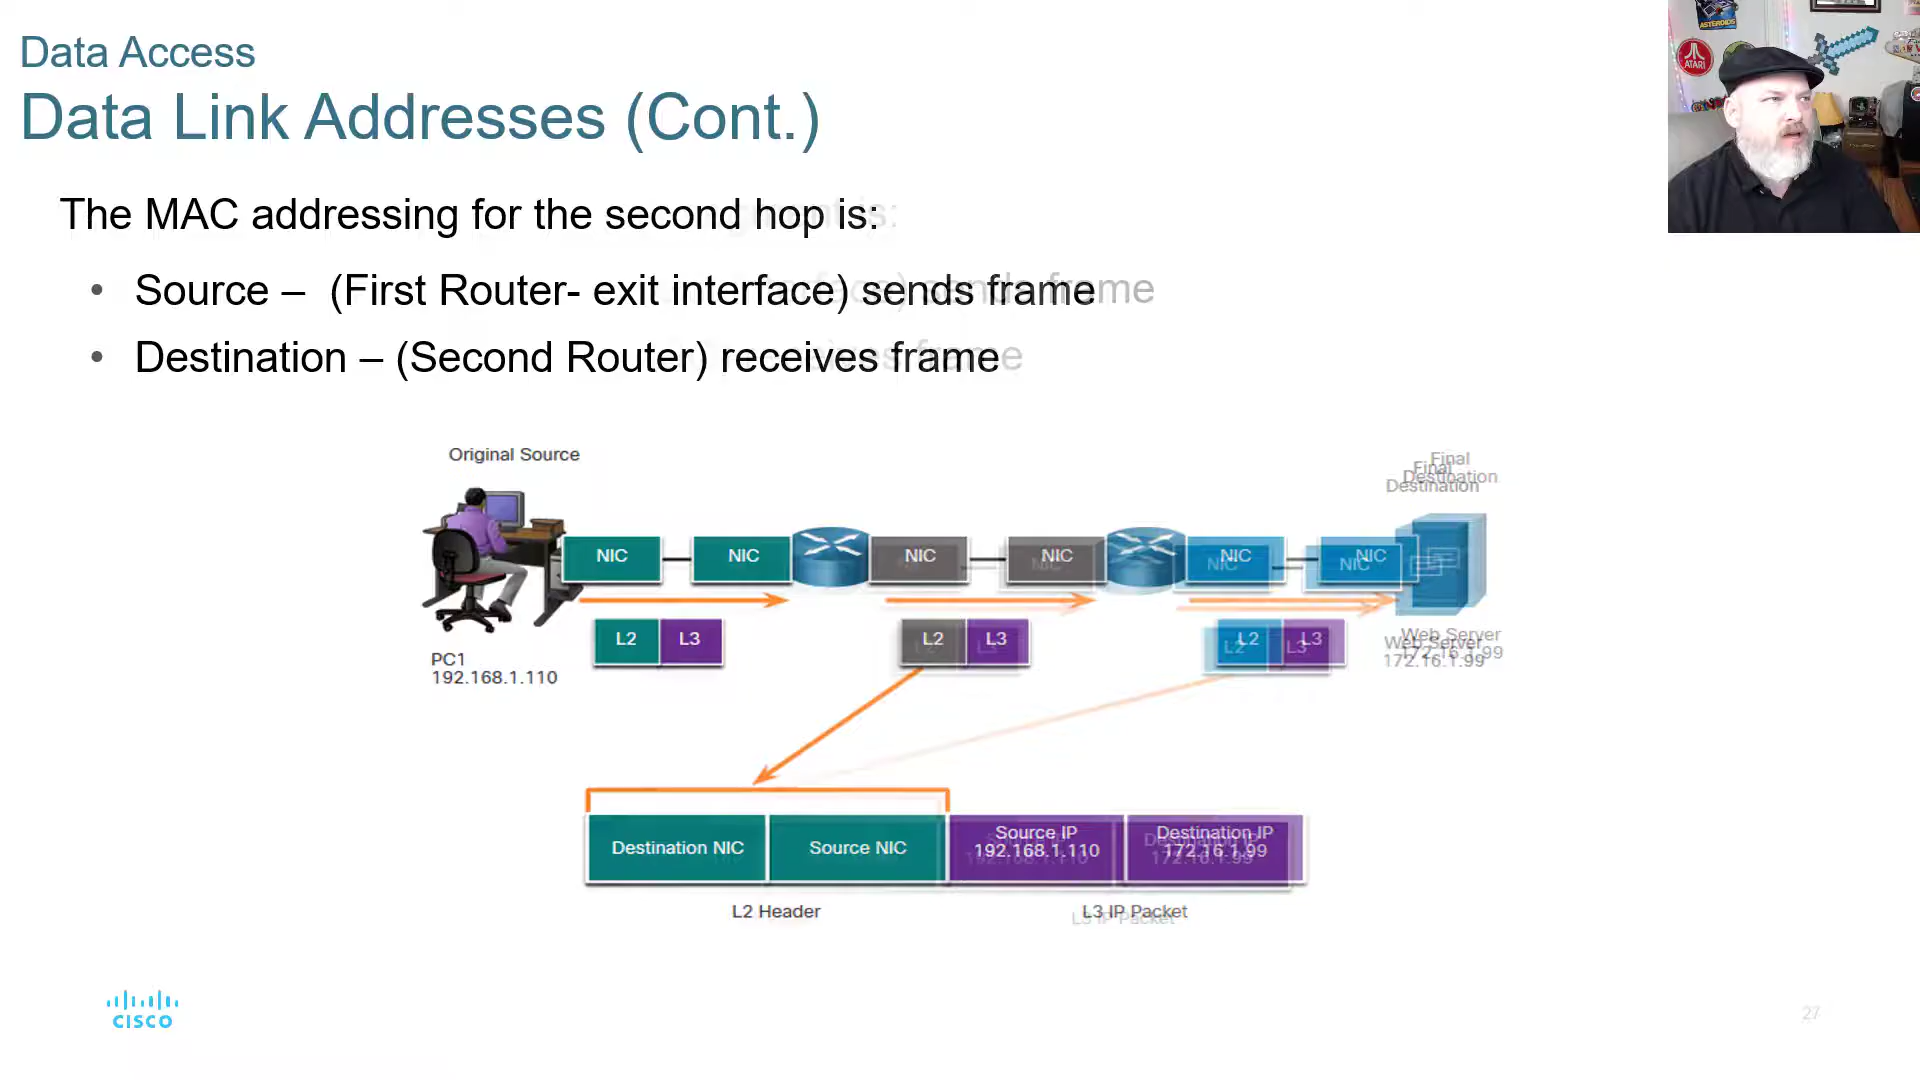 Data Access
Data Link Addresses (Cont.)
The MAC addressing for the second hop is:
• Source – (First Router- exit interface) sends frame
• Destination – (Second Router) receives frame
Original Source
Final
Destination
NIC
NIC
NIC
NIC
NIC
NIC
L2
L3
L2
L3
L2
L3
PC1
192.168.1.110
Web Server
172.16.1.99
Destination NIC
Source NIC
Source IP
192.168.1.110
Destination IP
172.16.1.99
L2 Header
L3 IP Packet
CISCO
27
ATARI
ASTEROIDS